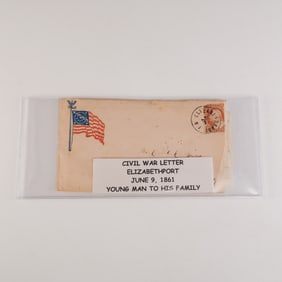 CIVIL WAR LETTER
ELIZABETHPORT
JUNE 9, 1861
YOUNG MAN TO HIS FAMILY